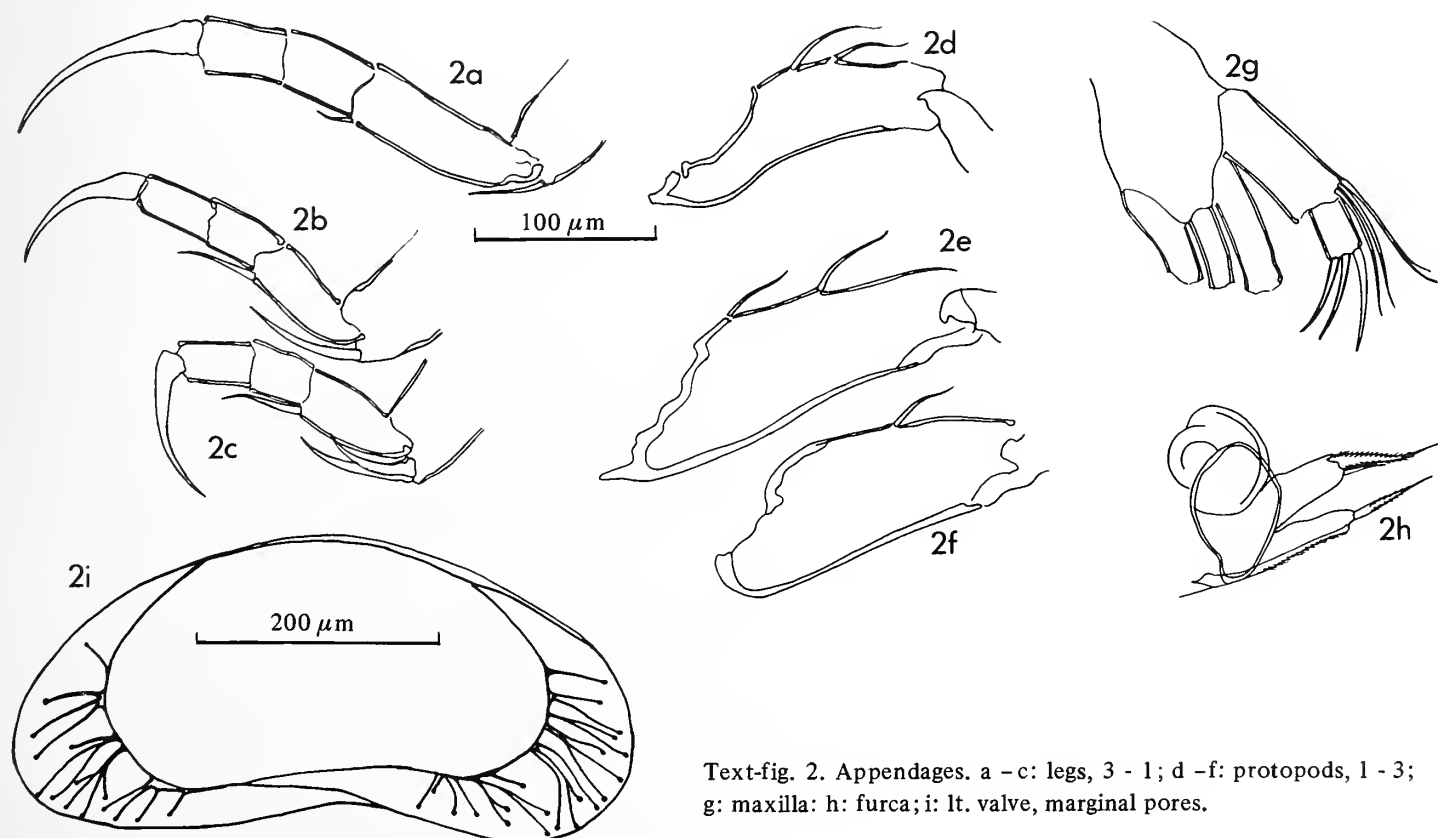 2a
2d
2g
2b
100 μm
2e
2c
2f
2h
2i
200 μm
Text-fig. 2. Appendages. a –c: legs, 3 - 1; d –f: protopods, 1 - 3;
g: maxilla: h: furca; i: lt. valve, marginal pores.